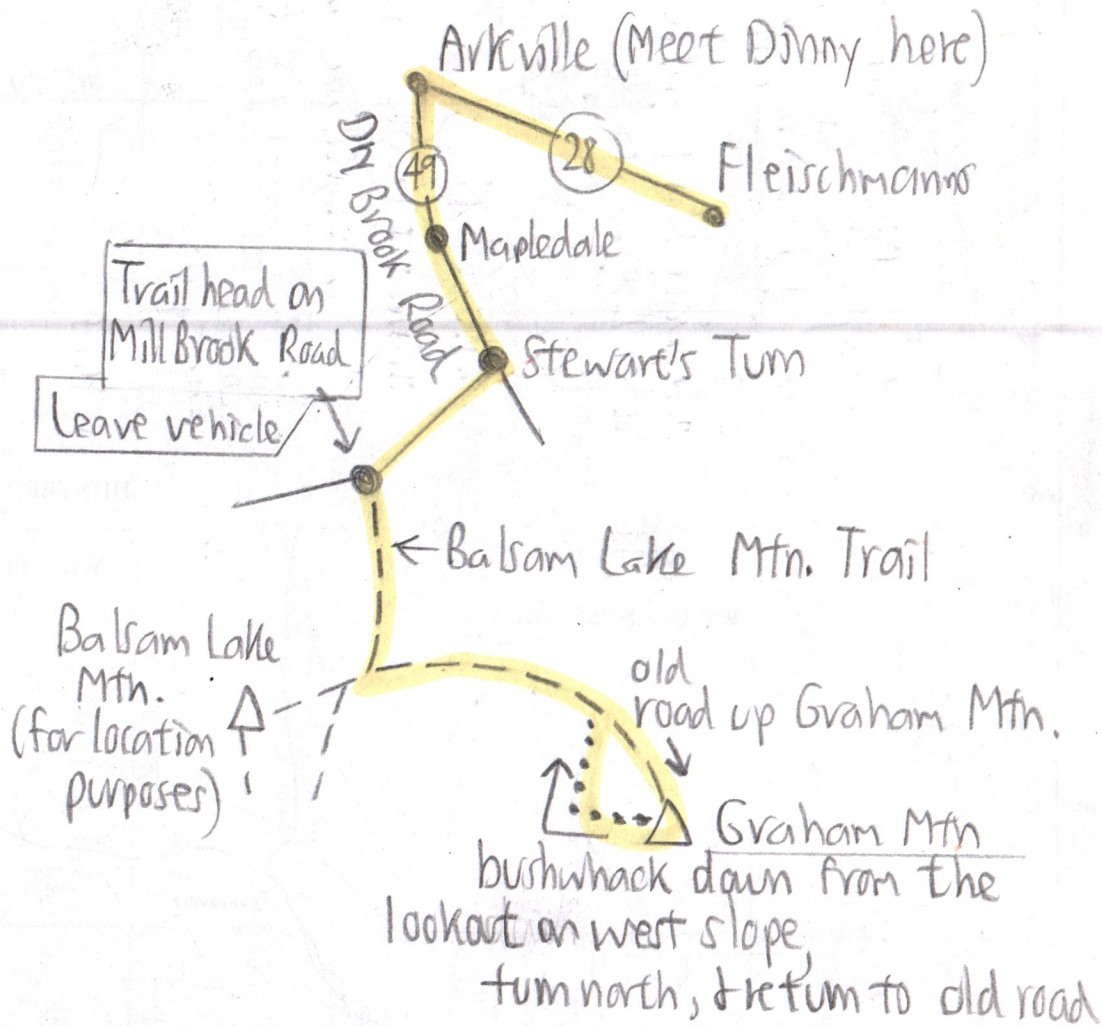 Arkville (Meet Dinny here)
28
49
Fleischmanns
Dry Brook Road
Mapledale
Trail head on
Mill Brook Road
Stewart's Turn
Leave vehicle
←Balsam Lake Mtn. Trail
Balsam Lake
Mtn.
(for location
purposes)
old
road up Graham Mtn.
Graham Mtn
bushwhack down from the
lookout on west slope,
turn north, & return to old road